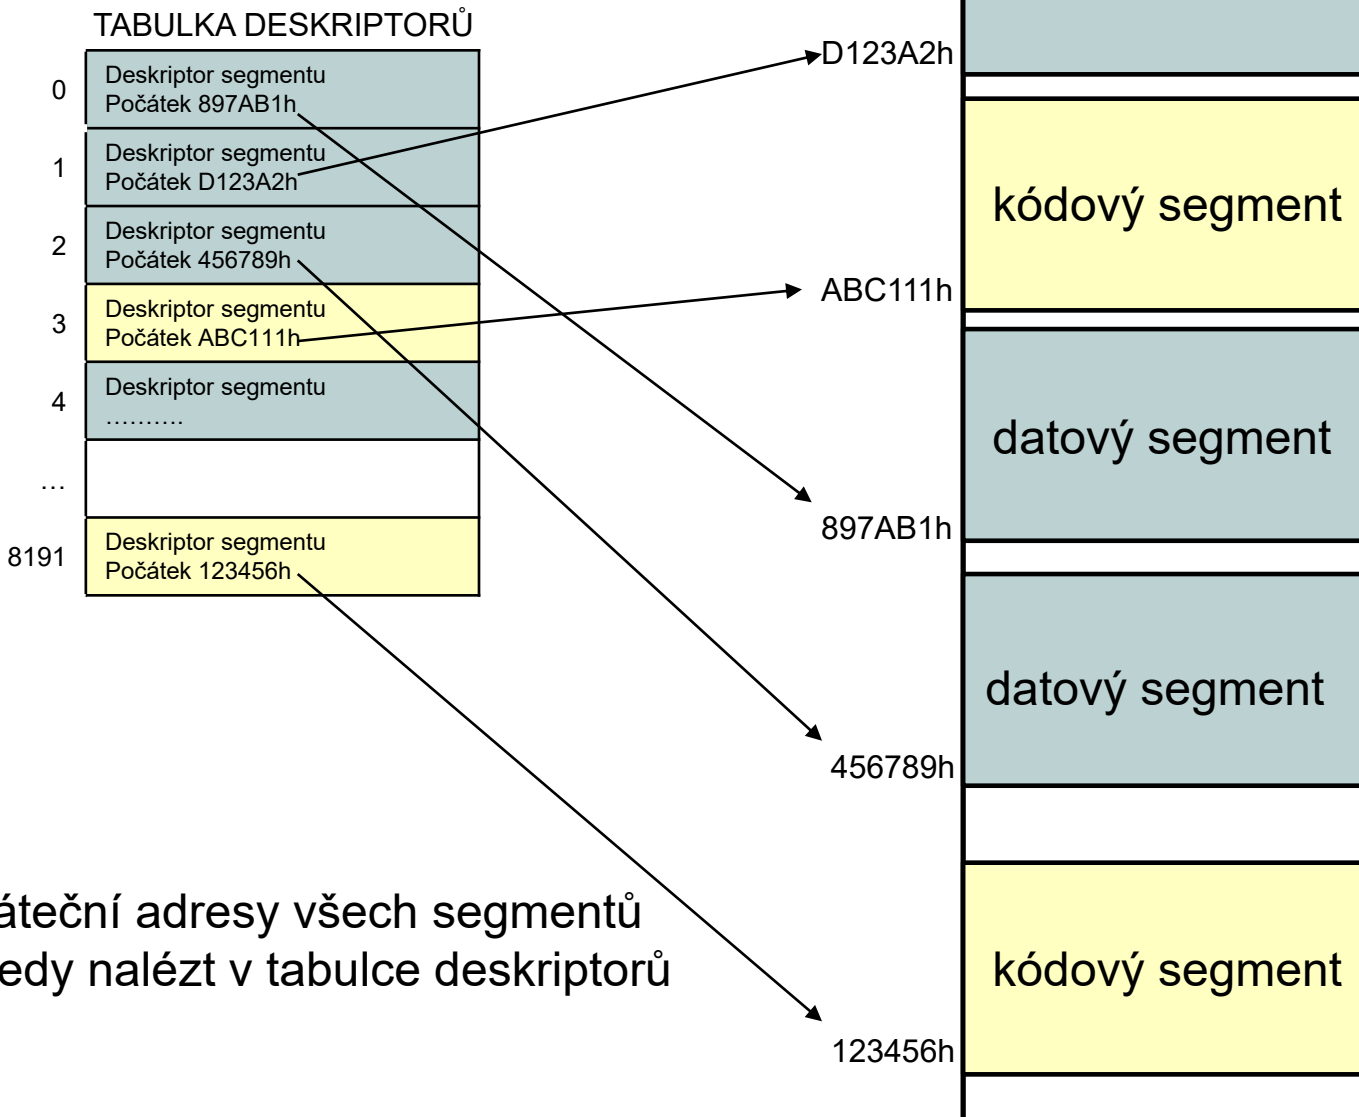 TABULKA DESKRIPTORŮ
0
Deskriptor segmentu
Počátek 897AB1h
1
Deskriptor segmentu
Počátek D123A2h
2
Deskriptor segmentu
Počátek 456789h
3
Deskriptor segmentu
Počátek ABC111h
4
Deskriptor segmentu
……….
…
8191
Deskriptor segmentu
Počátek 123456h
áteční adresy všech segmentů
edy nalézt v tabulce deskriptorů
D123A2h
kódový segment
ABC111h
datový segment
897AB1h
datový segment
456789h
kódový segment
123456h